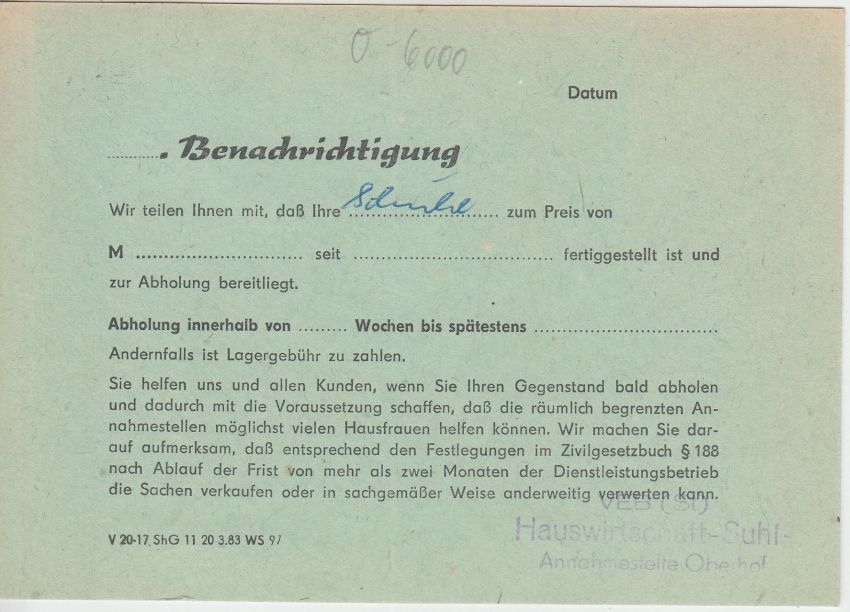 O-6000
Datum
.............. Benachrichtigung
Wir teilen Ihnen mit, daß Ihre Schuhe zum Preis von
M ............................ seit .................................. fertiggestellt ist und
zur Abholung bereitliegt.
Abholung innerhalb von ......... Wochen bis spätestens ................................
Andernfalls ist Lagergebühr zu zahlen.
Sie helfen uns und allen Kunden, wenn Sie Ihren Gegenstand bald abholen
und dadurch mit die Voraussetzung schaffen, daß die räumlich begrenzten An-
nahmestellen möglichst vielen Hausfrauen helfen können. Wir machen Sie dar-
auf aufmerksam, daß entsprechend den Festlegungen im Zivilgesetzbuch § 188
nach Ablauf der Frist von mehr als zwei Monaten der Dienstleistungsbetrieb
die Sachen verkaufen oder in sachgemäßer Weise anderweitig verwerten kann.
VEB (St)
Hauswirtschaft-Suhl-
Annahmestelle Oberhof
V 20-17 ShG 11 20 3.83 WS 97